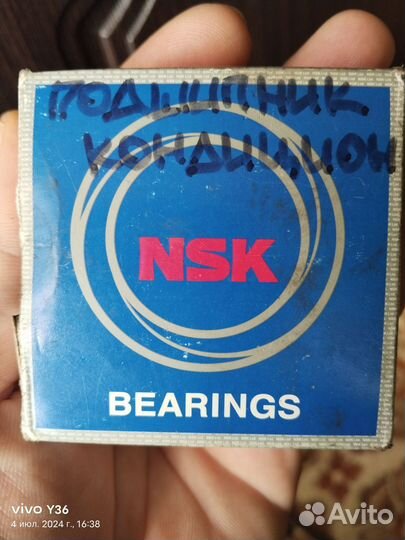 ПОДШИПНИК
КОНДИЦИОН
NSK
BEARINGS
vivo Y36
4 июл. 2024 г., 16:38
Avito